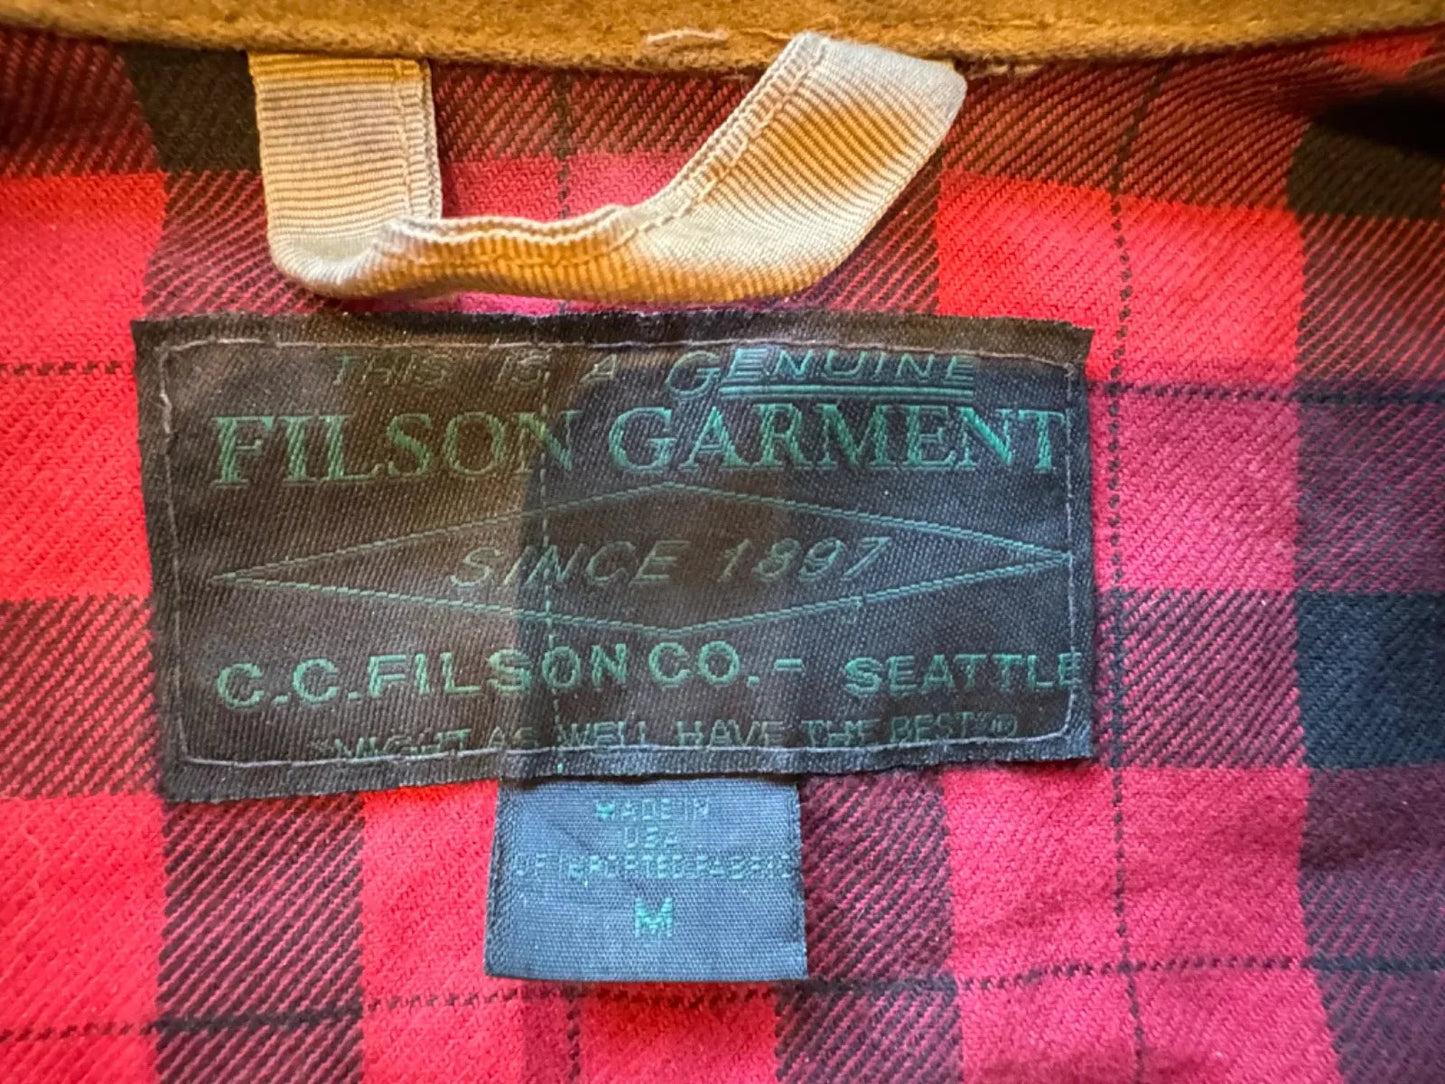 THIS IS A GENUINE
FILSON GARMENT
SINCE 1897
C.C. FILSON CO. - SEATTLE
"MIGHT AS WELL HAVE THE BEST"®
MADE IN
USA
OF IMPORTED FABRIC
M